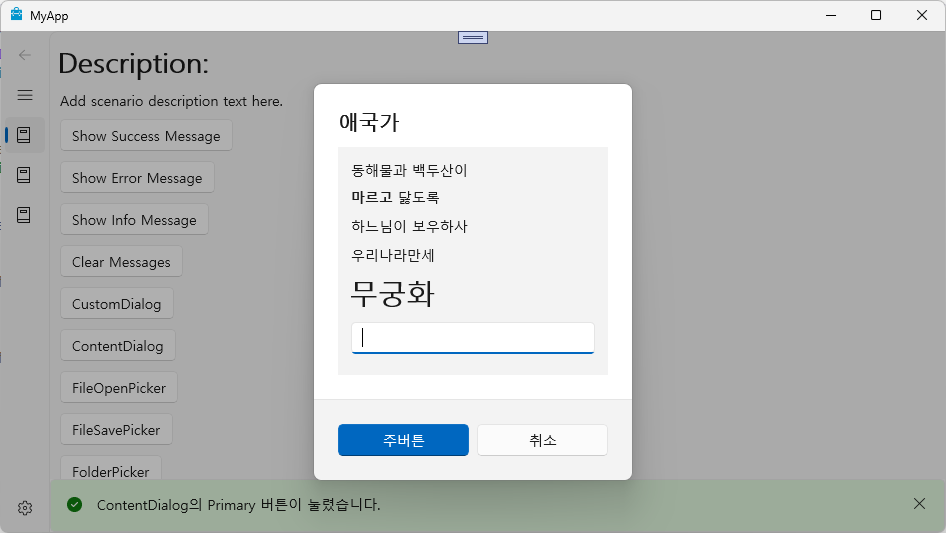 MyApp
Description:
Add scenario description text here.
Show Success Message
Show Error Message
Show Info Message
Clear Messages
CustomDialog
ContentDialog
FileOpenPicker
FileSavePicker
FolderPicker
애국가
동해물과 백두산이
마르고 닳도록
하느님이 보우하사
우리나라만세
무궁화
주버튼
취소
ContentDialog의 Primary 버튼이 눌렸습니다.